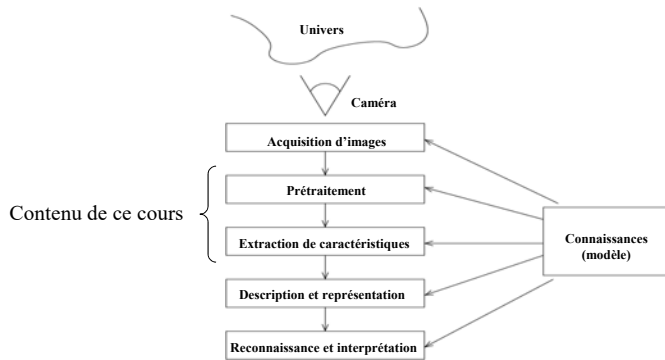 Univers
Caméra
Acquisition d'images
Prétraitement
Contenu de ce cours
Extraction de caractéristiques
Connaissances
(modèle)
Description et représentation
Reconnaissance et interprétation